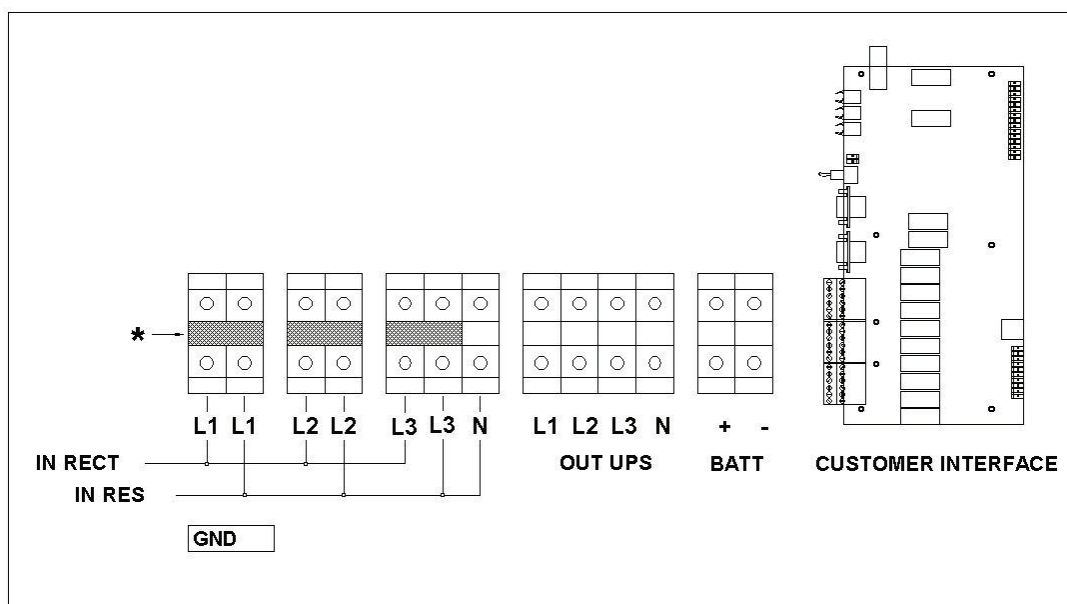 *
L1 L1 L2 L2 L3 L3 N L1 L2 L3 N + -
IN RECT OUT UPS BATT CUSTOMER INTERFACE
IN RES
GND